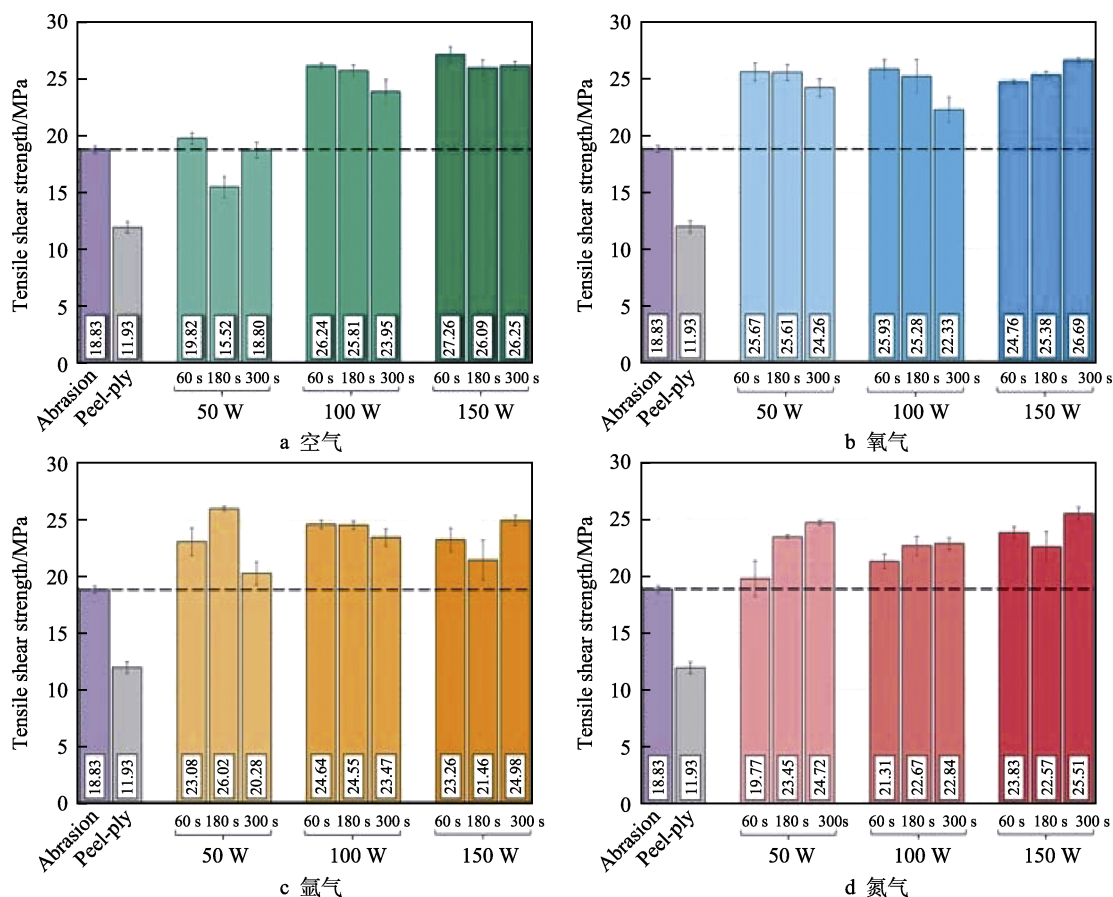 Tensile shear strength/MPa
30
25
20
15
10
5
0
18.83
11.93
19.82
15.52
18.80
26.24
25.81
23.95
27.26
26.09
26.25
Abrasion
Peel-ply
60 s 180 s 300 s
60 s 180 s 300 s
60 s 180 s 300 s
50 W
100 W
150 W
a 空气
Tensile shear strength/MPa
30
25
20
15
10
5
0
18.83
11.93
25.67
25.61
24.26
25.93
25.28
22.33
24.76
25.38
26.69
Abrasion
Peel-ply
60 s 180 s 300 s
60 s 180 s 300 s
60 s 180 s 300 s
50 W
100 W
150 W
b 氧气
Tensile shear strength/MPa
30
25
20
15
10
5
0
18.83
11.93
23.08
26.02
20.28
24.64
24.55
23.47
23.26
21.46
24.98
Abrasion
Peel-ply
60 s 180 s 300 s
60 s 180 s 300 s
60 s 180 s 300 s
50 W
100 W
150 W
c 氩气
Tensile shear strength/MPa
30
25
20
15
10
5
0
18.83
11.93
19.77
23.45
24.72
21.31
22.67
22.84
23.83
22.57
25.51
Abrasion
Peel-ply
60 s 180 s 300s
60 s 180 s 300 s
60 s 180 s 300 s
50 W
100 W
150 W
d 氮气